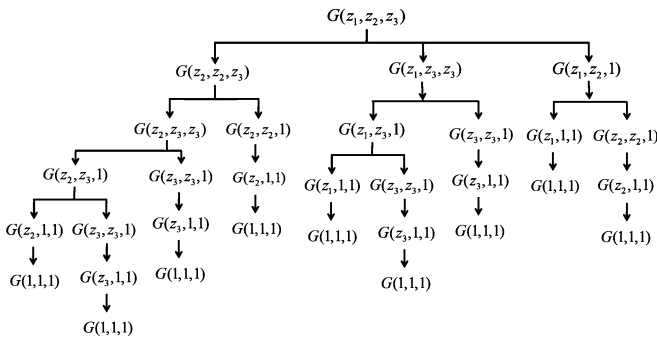 G(z₁,z₂,z₃)
G(z₂,z₂,z₃) G(z₁,z₃,z₃) G(z₁,z₂,1)
G(z₂,z₃,z₃) G(z₂,z₂,1) G(z₁,z₃,1) G(z₃,z₃,1) G(z₁,1,1) G(z₂,z₂,1)
G(z₂,z₃,1) G(z₃,z₃,1) G(z₂,1,1) G(z₁,1,1) G(z₃,z₃,1) G(z₃,1,1) G(1,1,1) G(z₂,1,1)
G(z₂,1,1) G(z₃,z₃,1) G(z₃,1,1) G(1,1,1) G(1,1,1) G(z₃,1,1) G(1,1,1) G(1,1,1)
G(1,1,1) G(z₃,1,1) G(1,1,1) G(1,1,1)
G(1,1,1)